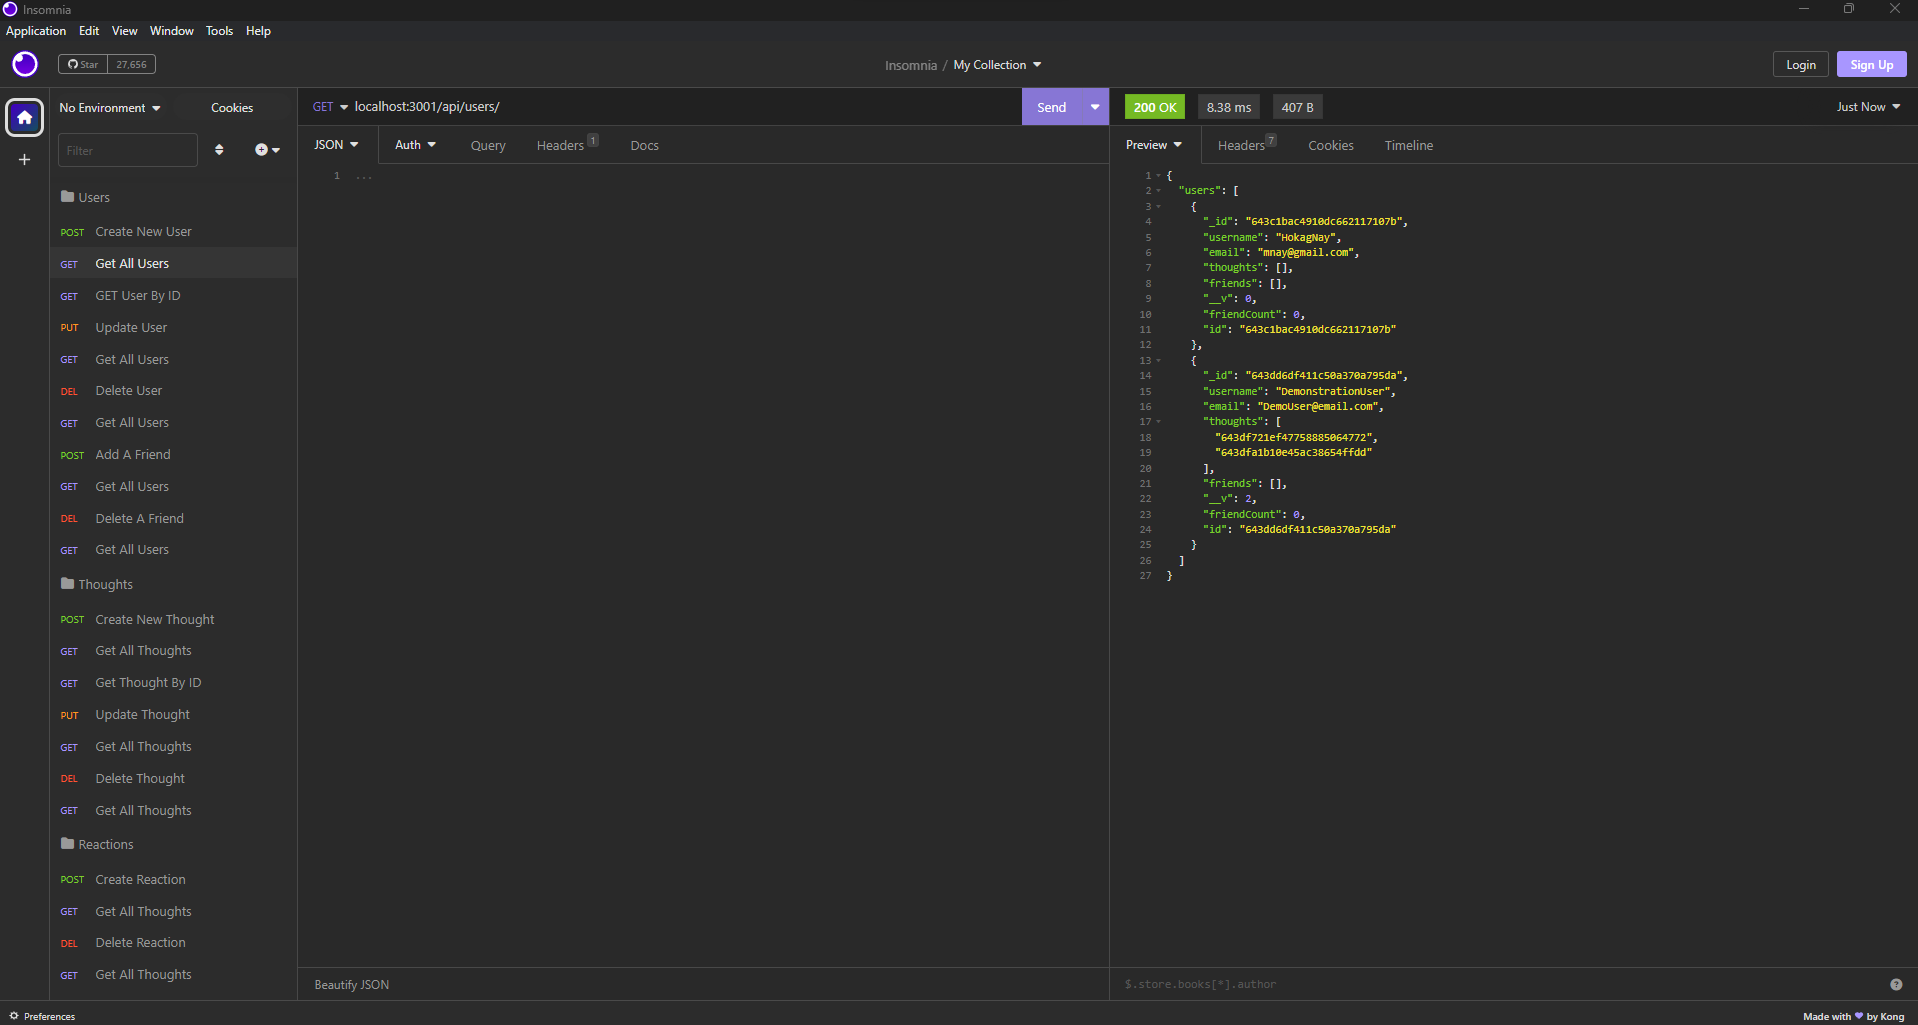 Insomnia
Application Edit View Window Tools Help
Star 27,656
Insomnia / My Collection
Login Sign Up
No Environment Cookies
Filter
Users
POST Create New User
GET Get All Users
GET GET User By ID
PUT Update User
GET Get All Users
DEL Delete User
GET Get All Users
POST Add A Friend
GET Get All Users
DEL Delete A Friend
GET Get All Users
Thoughts
POST Create New Thought
GET Get All Thoughts
GET Get Thought By ID
PUT Update Thought
GET Get All Thoughts
DEL Delete Thought
GET Get All Thoughts
Reactions
POST Create Reaction
GET Get All Thoughts
DEL Delete Reaction
GET Get All Thoughts
Preferences
GET localhost:3001/api/users/ Send
JSON Auth Query Headers 1 Docs
1 ...
Beautify JSON
200 OK 8.38 ms 407 B Just Now
Preview Headers 7 Cookies Timeline
1 {
2 "users": [
3 {
4 "_id": "643c1bac4910dc662117107b",
5 "username": "HokagNay",
6 "email": "mnay@gmail.com",
7 "thoughts": [],
8 "friends": [],
9 "__v": 0,
10 "friendCount": 0,
11 "id": "643c1bac4910dc662117107b"
12 },
13 {
14 "_id": "643dd6df411c50a370a795da",
15 "username": "DemonstrationUser",
16 "email": "DemoUser@email.com",
17 "thoughts": [
18 "643df721ef47758885064772",
19 "643dfa1b10e45ac38654ffdd"
20 ],
21 "friends": [],
22 "__v": 2,
23 "friendCount": 0,
24 "id": "643dd6df411c50a370a795da"
25 }
26 ]
27 }
$.store.books[*].author
Made with ♥ by Kong